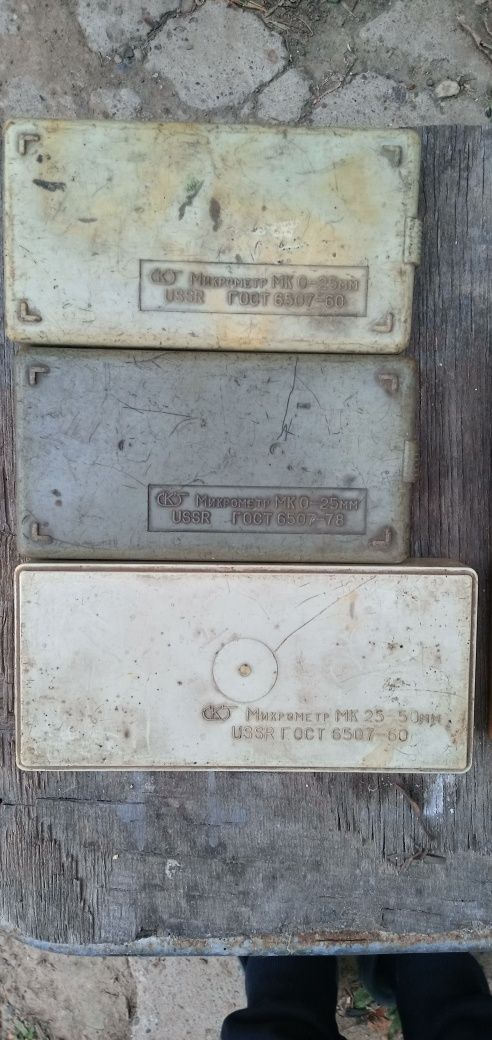 Микрометр МК 0-25мм
USSR ГОСТ 6507-60
Микрометр МК 0-25мм
USSR ГОСТ 6507-78
Микрометр МК 25-50мм
USSR ГОСТ 6507-60